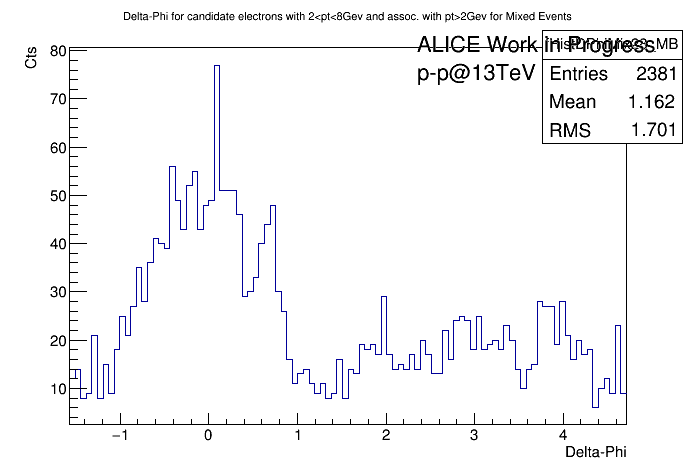 Delta-Phi for candidate electrons with 2<pt<8Gev and assoc. with pt>2Gev for Mixed Events
Cts
ALICE Work in Progress
p-p@13TeV
Entries 2381
Mean 1.162
RMS 1.701
80
70
60
50
40
30
20
10
−1 0 1 2 3 4
Delta-Phi